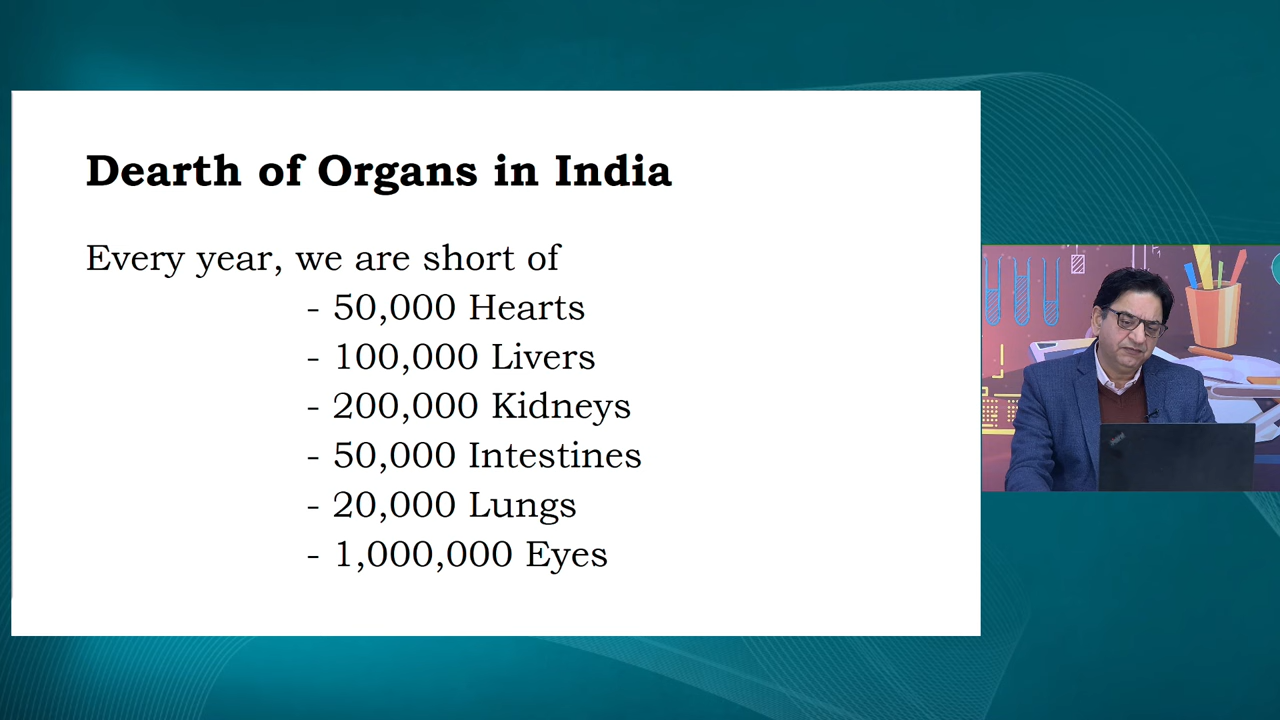 Dearth of Organs in India
Every year, we are short of
- 50,000 Hearts
- 100,000 Livers
- 200,000 Kidneys
- 50,000 Intestines
- 20,000 Lungs
- 1,000,000 Eyes